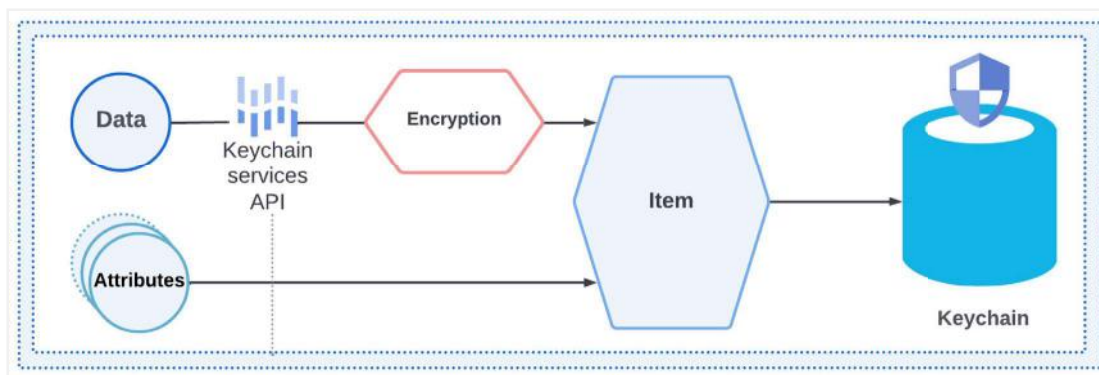 Data
Keychain
services
API
Encryption
Attributes
Item
Keychain